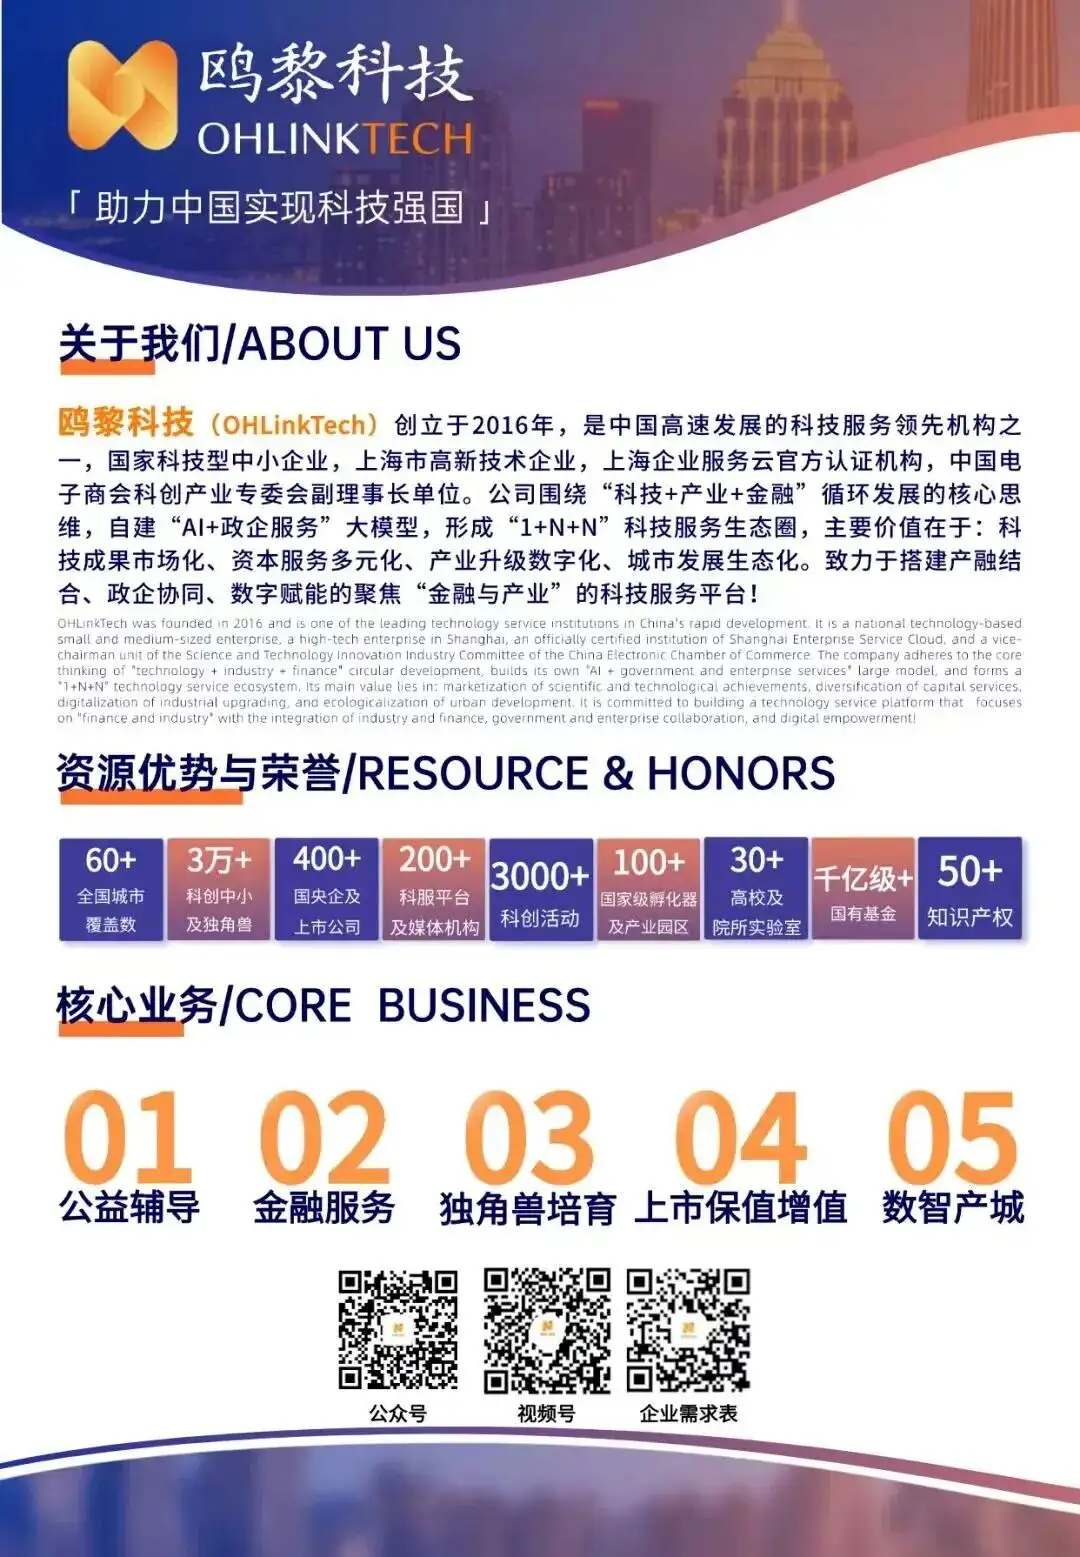 鸥黎科技
OHLINKTECH
「 助力中国实现科技强国 」
关于我们/ABOUT US
鸥黎科技（OHLinkTech）创立于2016年，是中国高速发展的科技服务领先机构之
一，国家科技型中小企业，上海市高新技术企业，上海企业服务云官方认证机构，中国电
子商会科创产业专委会副理事长单位。公司围绕“科技+产业+金融”循环发展的核心思
维，自建“AI+政企服务”大模型，形成“1+N+N”科技服务生态圈，主要价值在于：科
技成果市场化、资本服务多元化、产业升级数字化、城市发展生态化。致力于搭建产融结
合、政企协同、数字赋能的聚焦“金融与产业”的科技服务平台！
OHLinkTech was founded in 2016 and is one of the leading technology service institutions in China's rapid development. It is a national technology-based
small and medium-sized enterprise, a high-tech enterprise in Shanghai, an officially certified institution of Shanghai Enterprise Service Cloud, and a vice-
chairman unit of the Science and Technology Innovation Industry Committee of the China Electronic Chamber of Commerce. The company adheres to the core
thinking of "technology + industry + finance" circular development, builds its own "AI + government and enterprise services" large model, and forms a
"1+N+N" technology service ecosystem. Its main value lies in: marketization of scientific and technological achievements, diversification of capital services,
digitalization of industrial upgrading, and ecologicalization of urban development. It is committed to building a technology service platform that focuses
on "finance and industry" with the integration of industry and finance, government and enterprise collaboration, and digital empowerment!
资源优势与荣誉/RESOURCE & HONORS
60+
全国城市
覆盖数
3万+
科创中小
及独角兽
400+
国央企及
上市公司
200+
科服平台
及媒体机构
3000+
科创活动
100+
国家级孵化器
及产业园区
30+
高校及
院所实验室
千亿级+
国有基金
50+
知识产权
核心业务/CORE BUSINESS
01
公益辅导
02
金融服务
03
独角兽培育
04
上市保值增值
05
数智产城
公众号
视频号
企业需求表